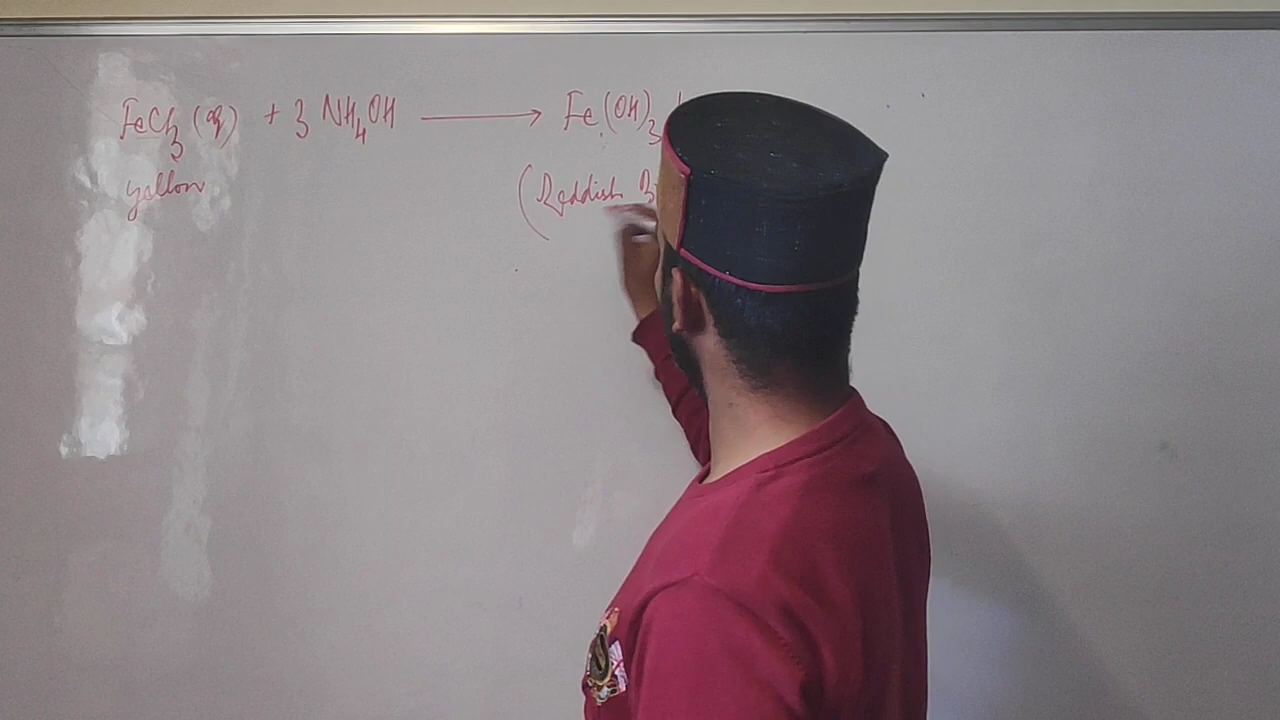 FeCl3 (aq) + 3 NH4OH ⟶ Fe(OH)3
yellow (Reddish